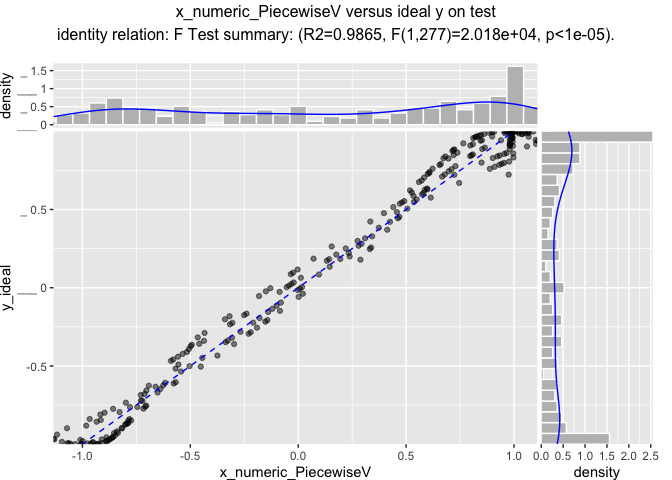 x_numeric_PiecewiseV versus ideal y on test
identity relation: F Test summary: (R2=0.9865, F(1,277)=2.018e+04, p<1e-05).
density
1.5
1
0.5
0
y_ideal
0.5
0
-0.5
-1.0
-0.5
0.0
0.5
1.0
x_numeric_PiecewiseV
0.0 0.5 1.0 1.5 2.0 2.5
density